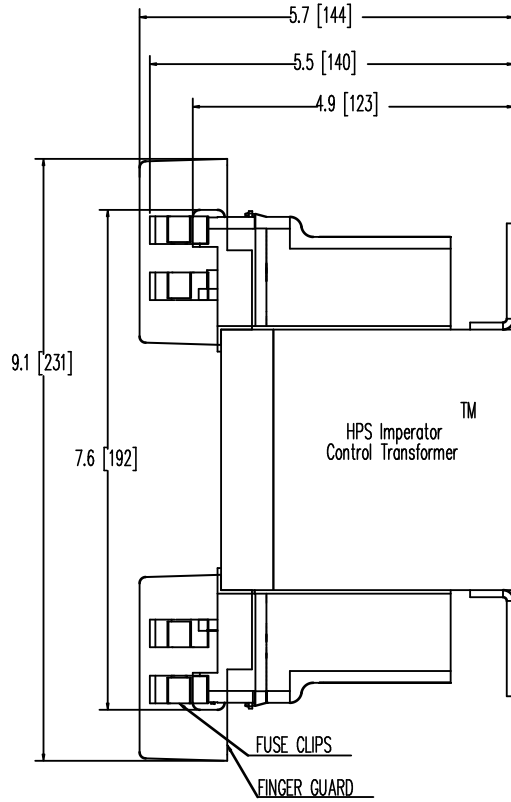 5.7 [144]
5.5 [140]
4.9 [123]
9.1 [231]
7.6 [192]
TM
HPS Imperator
Control Transformer
FUSE CLIPS
FINGER GUARD